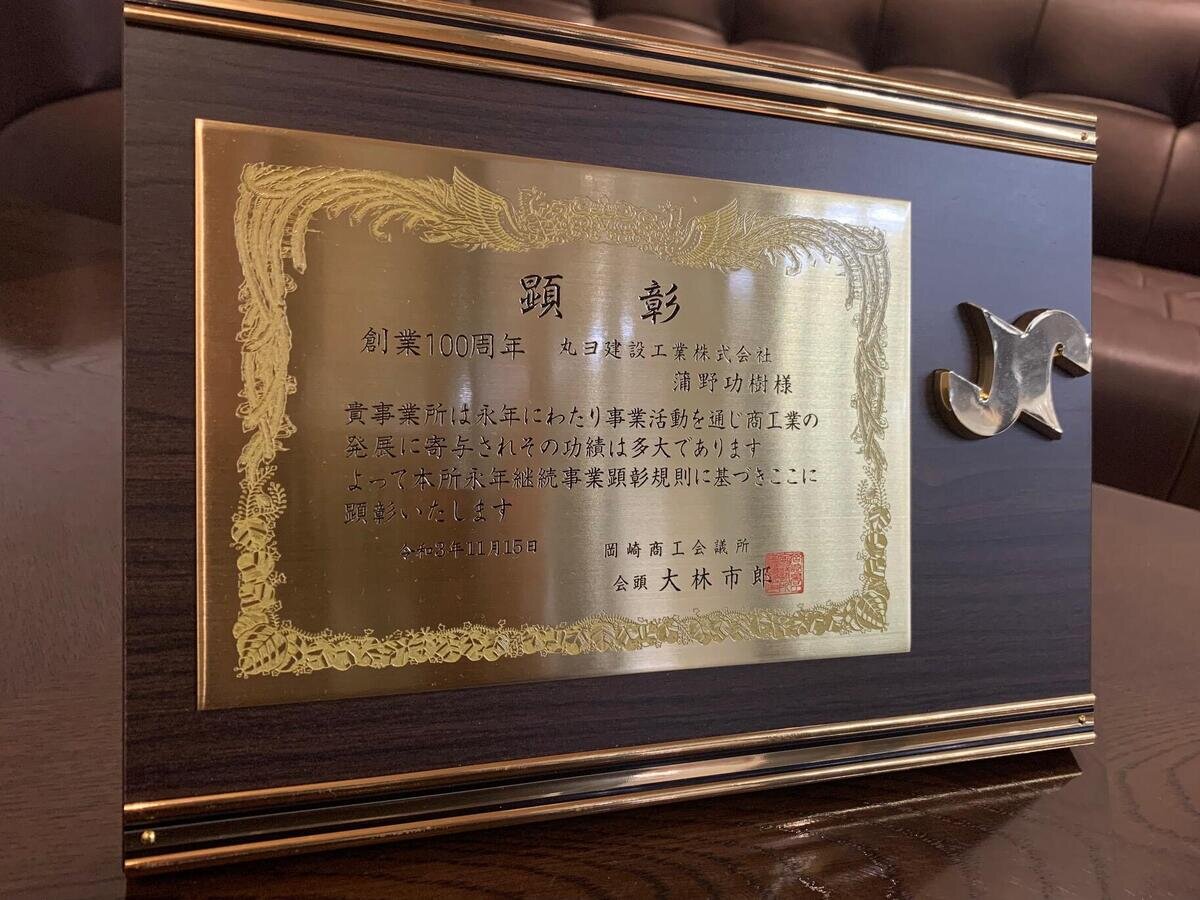 顕彰
創業100周年 丸ヨ建設工業株式会社
蒲野功樹様
貴事業所は永年にわたり事業活動を通じ商工業の
発展に寄与されその功績は多大であります
よって本所永年継続事業顕彰規則に基づきここに
顕彰いたします
令和3年11月15日 岡崎商工会議所
会頭 大林市郎